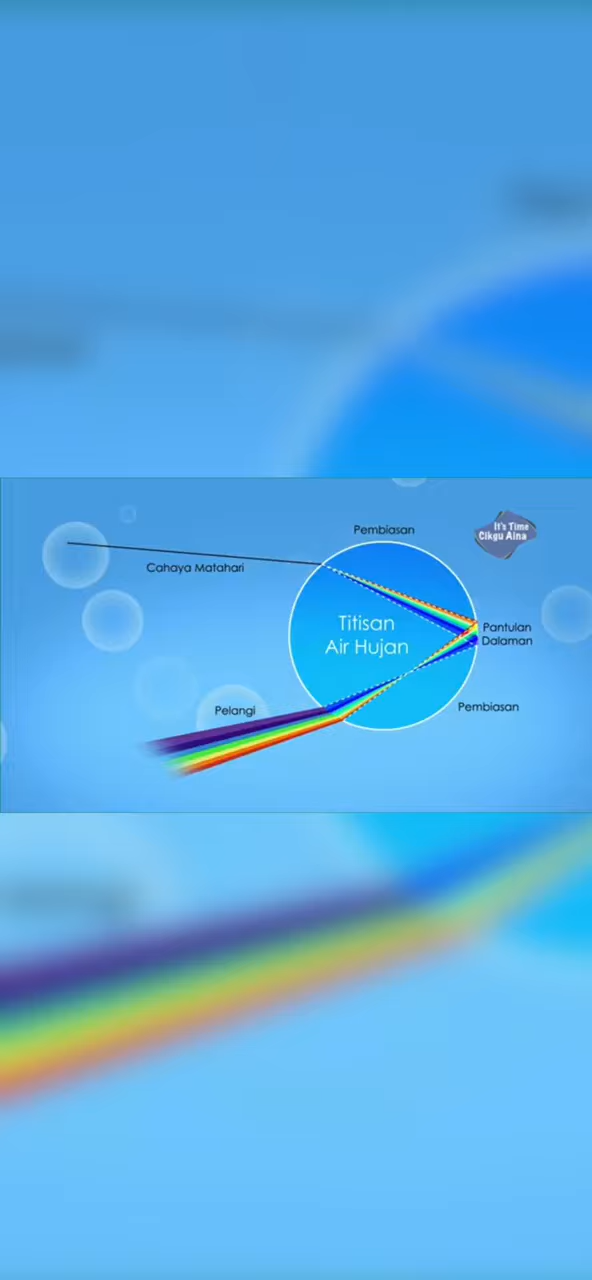 Pembiasan
It's Time
Cikgu Aina
Cahaya Matahari
Titisan
Air Hujan
Pantulan
Dalaman
Pelangi
Pembiasan